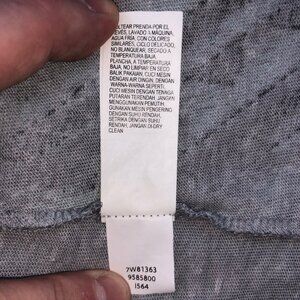 VOLTEAR PRENDA POR EL
REVES, LAVADO A MAQUINA,
AGUA FRIA, CON COLORES
SIMILARES, CICLO DELICADO,
NO BLANQUEAR, SECADO A
TEMPERATURA BAJA,
PLANCHA, A TEMPERATURA
BAJA, NO LIMPIAR EN SECO
BALIK PAKAIAN, CUCI MESIN
DENGAN AIR DINGIN, DENGAN
WARNA-WARNA SEPERTI,
CUCI MESIN DENGAN TENAGA
PUTARAN TERENDAH, JANGAN
MENGGUNAKAN PEMUTIH,
GUNAKAN MESIN PENGERING
DENGAN SUHU RENDAH,
SETRIKA DENGAN SUHU
RENDAH, JANGAN DI-DRY
CLEAN
7W81363
9585800
I564